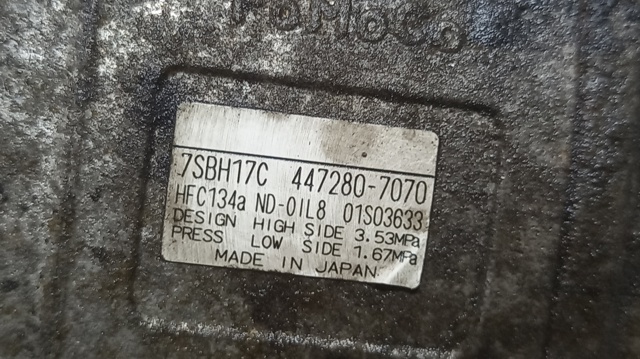 7SBH17C 447280-7070
HFC134a ND-OIL8 01S03633
DESIGN HIGH SIDE 3.53MPa
PRESS LOW SIDE 1.67MPa
MADE IN JAPAN